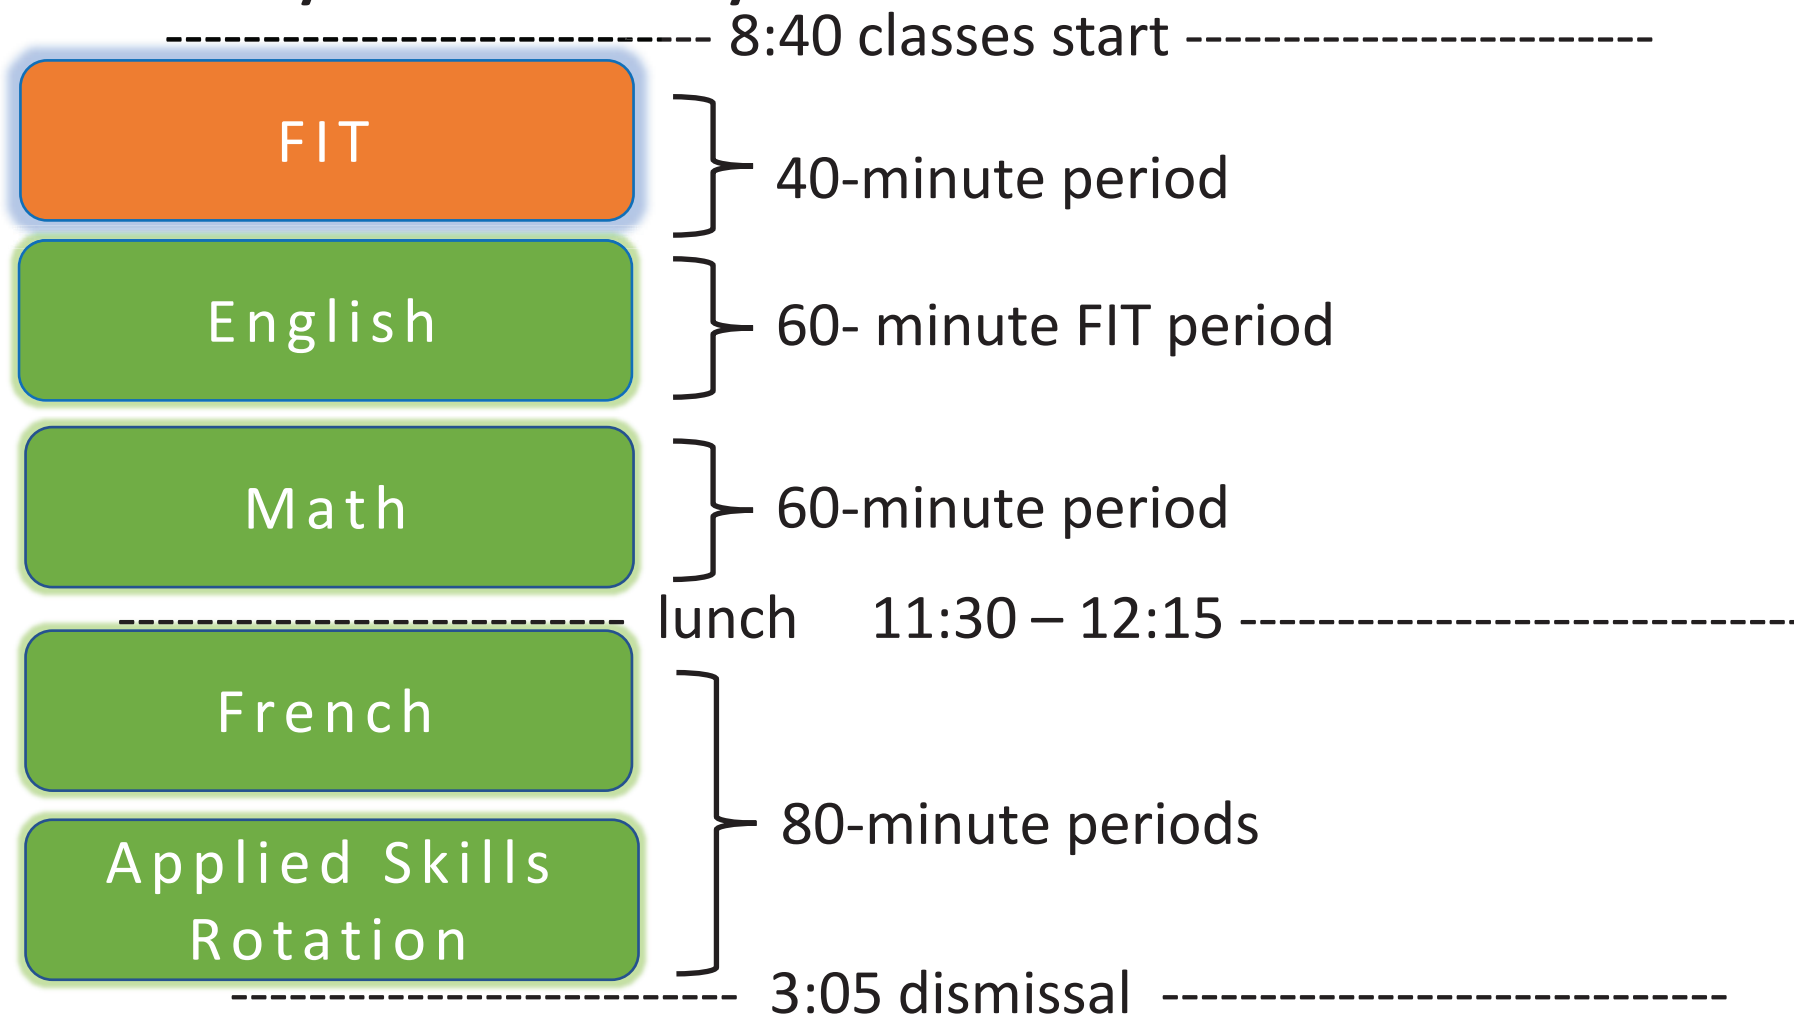 8:40 classes start
FIT
40-minute period
English
60- minute FIT period
Math
60-minute period
lunch 11:30 – 12:15
French
80-minute periods
Applied Skills
Rotation
3:05 dismissal